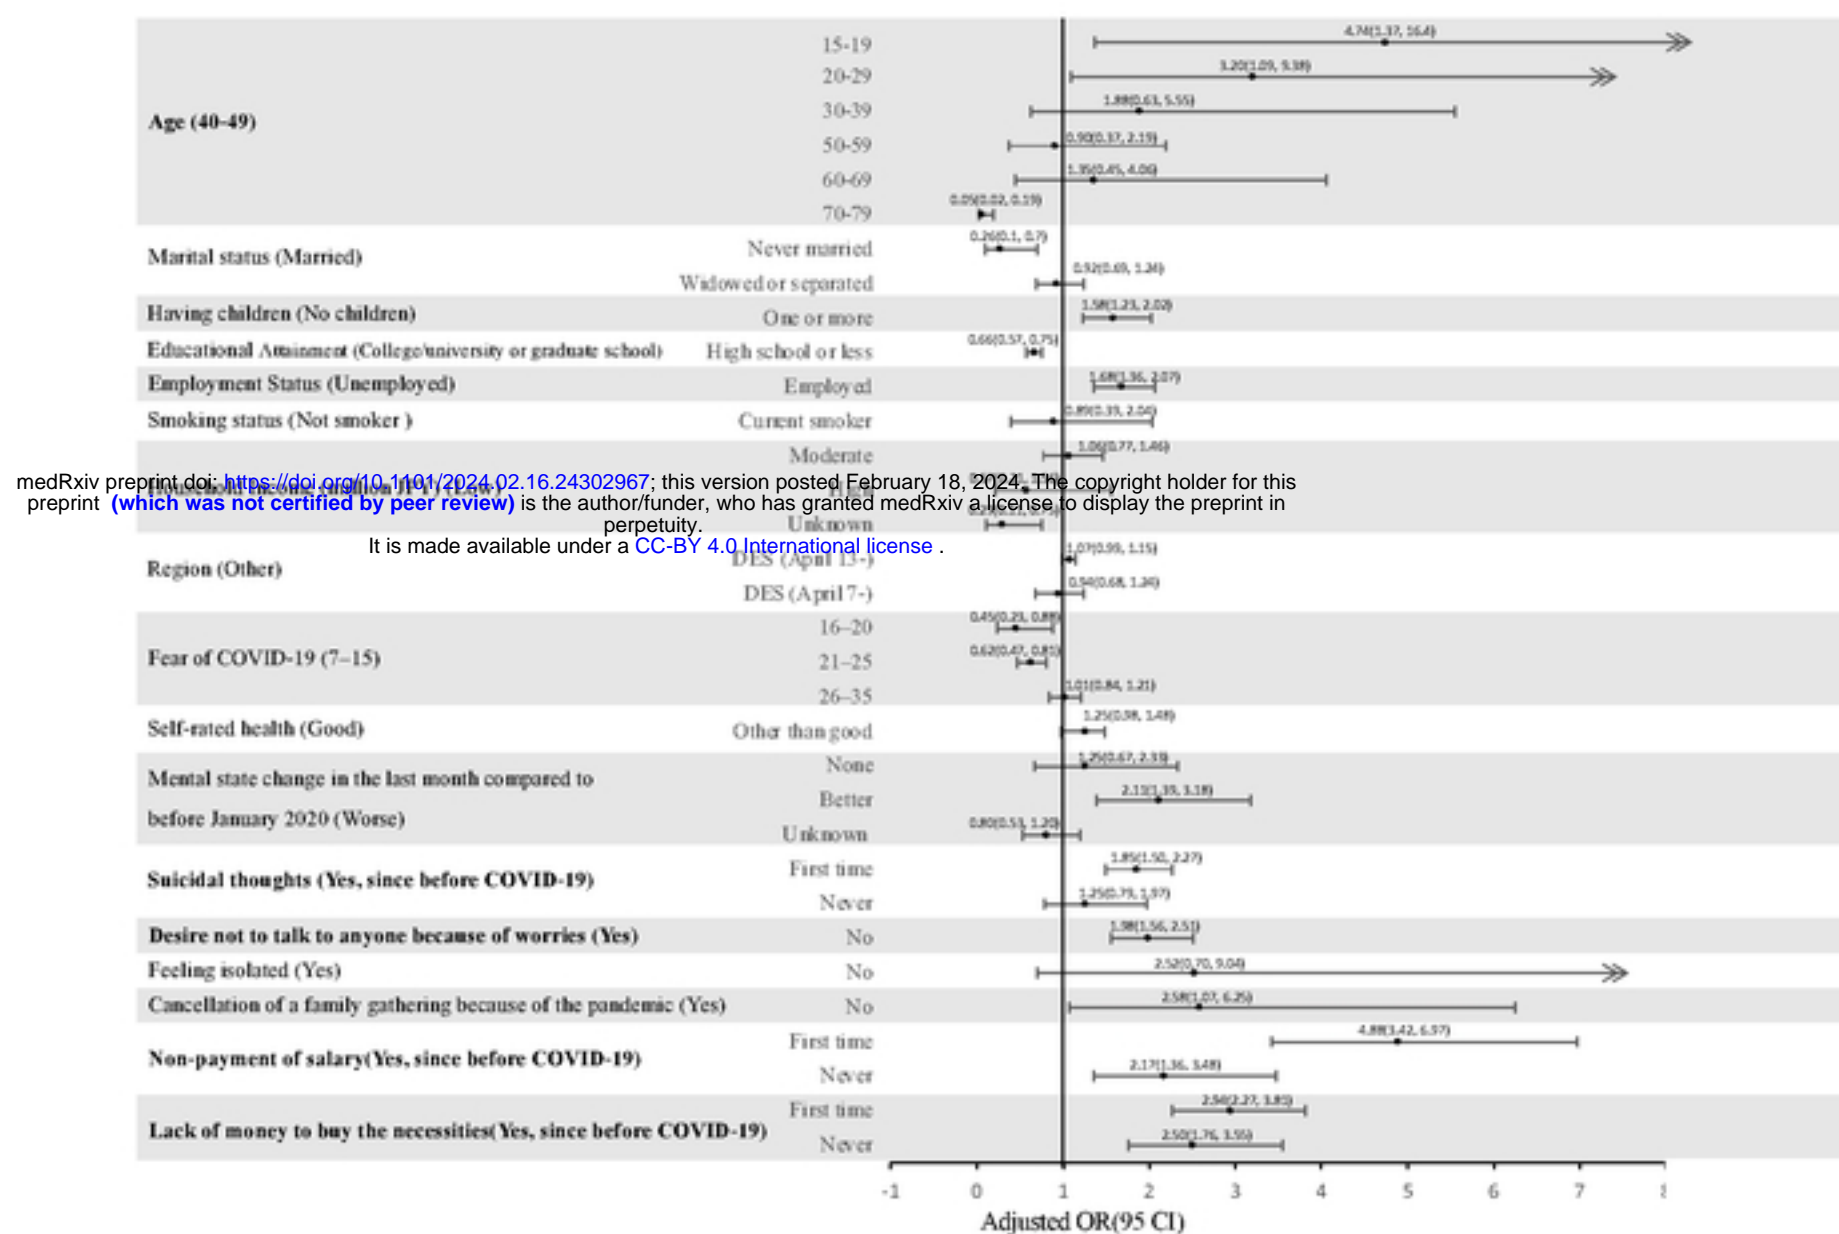 15-19 4.74(1.37, 16.4)
20-29 3.20(1.09, 9.38)
30-39 1.88(0.63, 5.55)
Age (40-49)
50-59 0.90(0.37, 2.19)
60-69 1.35(0.45, 4.06)
70-79 0.05(0.02, 0.19)
Never married 0.26(0.1, 0.7)
Marital status (Married)
Widowed or separated 0.92(0.69, 1.24)
Having children (No children) One or more 1.58(1.23, 2.02)
Educational Attainment (College/university or graduate school) High school or less 0.66(0.57, 0.75)
Employment Status (Unemployed) Employed 1.68(1.36, 2.07)
Smoking status (Not smoker ) Current smoker 0.89(0.39, 2.04)
Moderate 1.06(0.77, 1.46)
medRxiv preprint doi: https://doi.org/10.1101/2024.02.16.24302967; this version posted February 18, 2024. The copyright holder for this
Household Income (million JPY) (Low) High
preprint (which was not certified by peer review) is the author/funder, who has granted medRxiv a license to display the preprint in
perpetuity.
Unknown
It is made available under a CC-BY 4.0 International license .
DES (April 13-) 1.07(0.99, 1.15)
Region (Other)
DES (April 7-) 0.94(0.68, 1.24)
16–20 0.45(0.23, 0.88)
Fear of COVID-19 (7–15) 21–25 0.62(0.47, 0.81)
26–35 1.01(0.84, 1.21)
Self-rated health (Good) Other than good 1.25(0.98, 1.48)
None 1.25(0.67, 2.33)
Mental state change in the last month compared to
Better 2.11(1.39, 3.18)
before January 2020 (Worse)
Unknown 0.80(0.53, 1.20)
First time 1.85(1.50, 2.27)
Suicidal thoughts (Yes, since before COVID-19)
Never 1.25(0.79, 1.97)
Desire not to talk to anyone because of worries (Yes) No 1.98(1.56, 2.51)
Feeling isolated (Yes) No 2.52(0.70, 9.04)
Cancellation of a family gathering because of the pandemic (Yes) No 2.58(1.07, 6.25)
First time 4.88(3.42, 6.97)
Non-payment of salary(Yes, since before COVID-19)
Never 2.17(1.36, 3.48)
First time 2.94(2.27, 3.81)
Lack of money to buy the necessities(Yes, since before COVID-19)
Never 2.50(1.76, 3.55)
-1 0 1 2 3 4 5 6 7
Adjusted OR(95 CI)